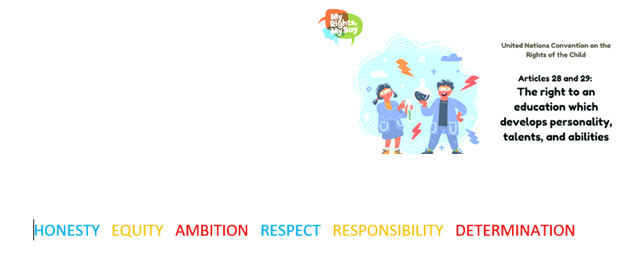 My
Rights,
My Say
United Nations Convention on the
Rights of the Child
Articles 28 and 29:
The right to an
education which
develops personality,
talents, and abilities
HONESTY EQUITY AMBITION RESPECT RESPONSIBILITY DETERMINATION